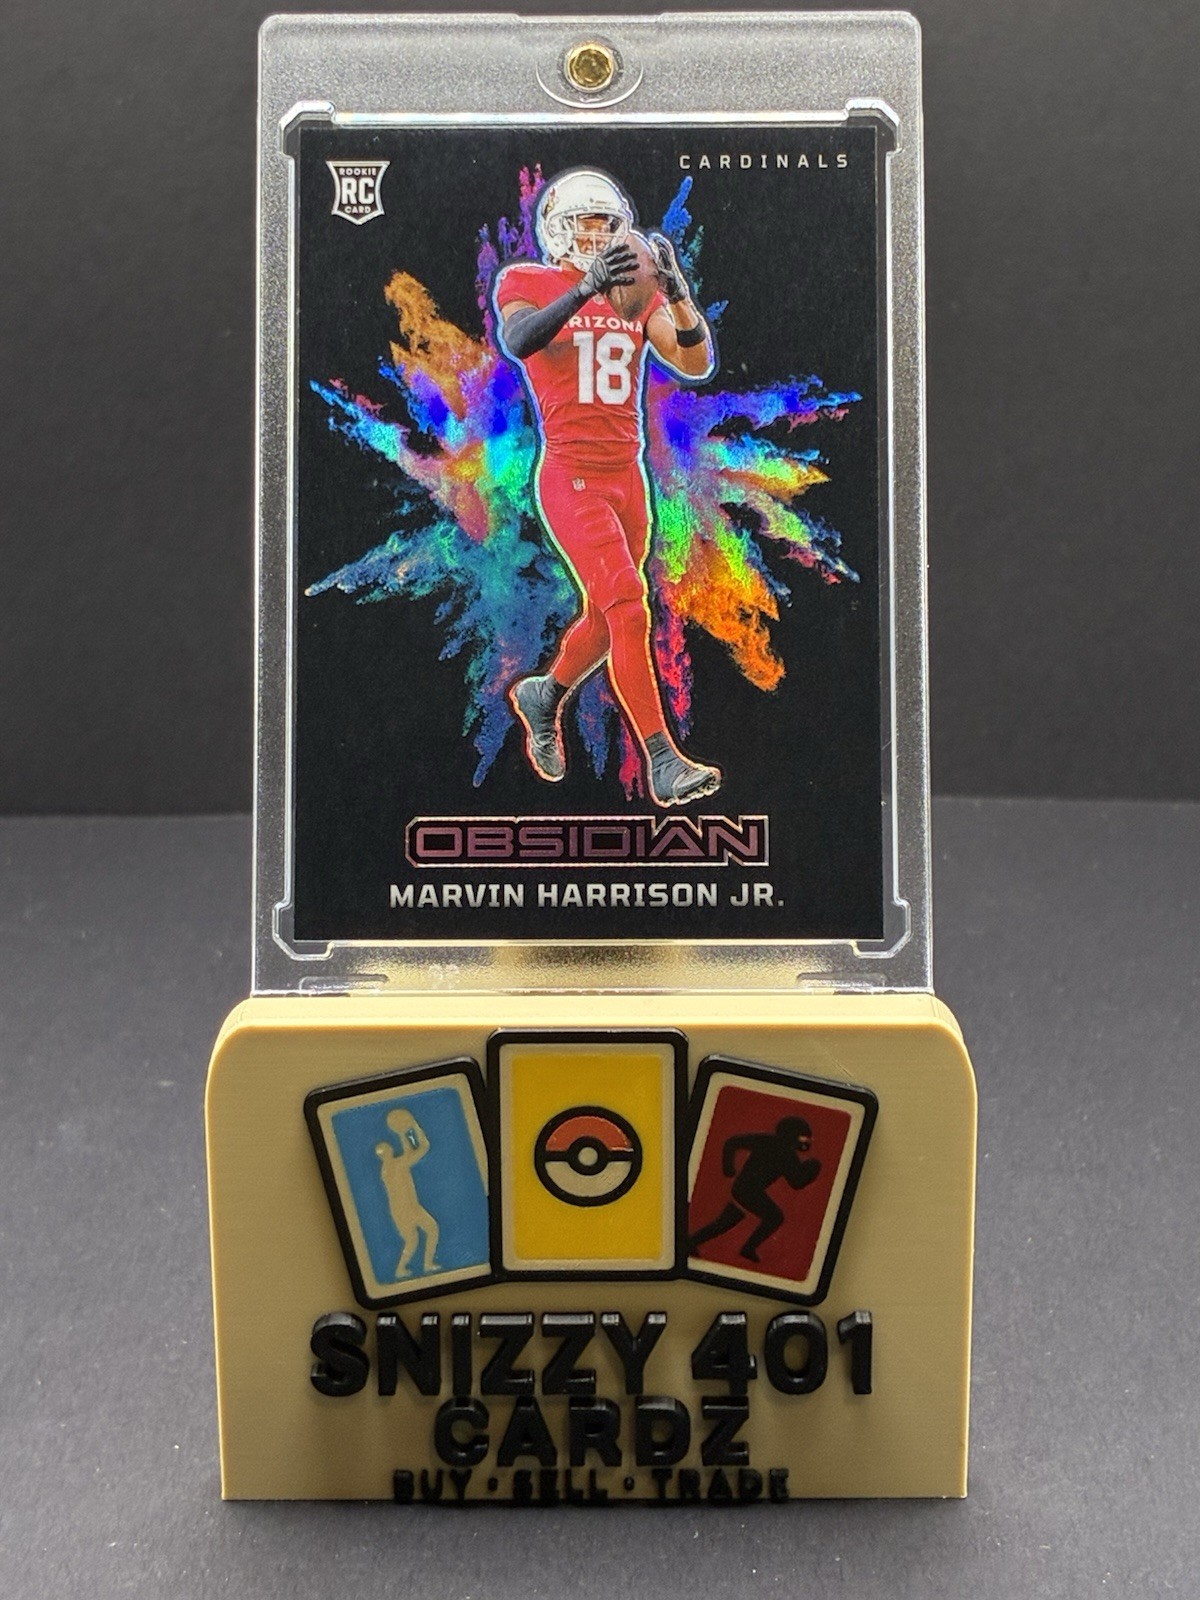 ROOKIE
RC
CARD
CARDINALS
ARIZONA
18
OBSIDIAN
MARVIN HARRISON JR.
SNIZZY 401
CARDZ
BUY · SELL · TRADE